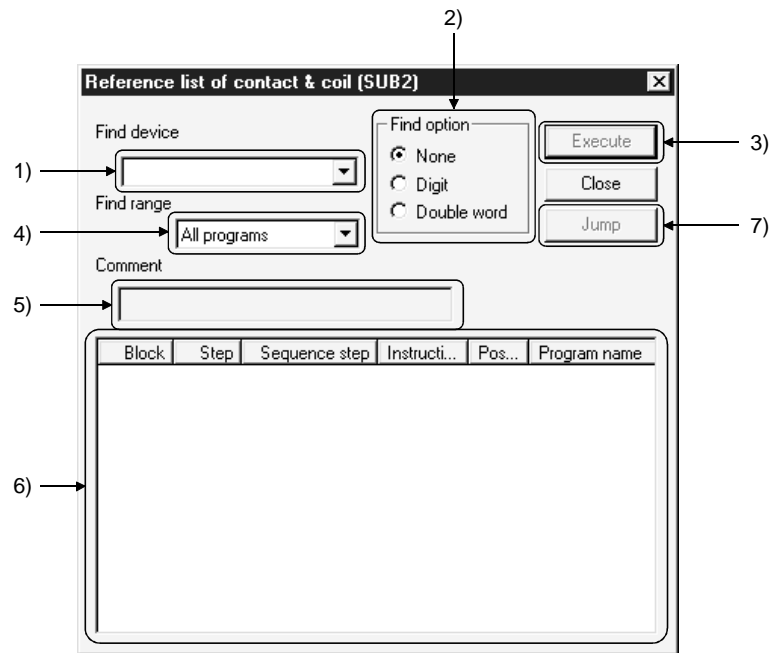 2)
Reference list of contact & coil (SUB2)
Find device
Find option
None
Digit
Double word
Execute
3)
1)
Close
Find range
4)
All programs
Jump
7)
Comment
5)
Block Step Sequence step Instructi... Pos... Program name
6)